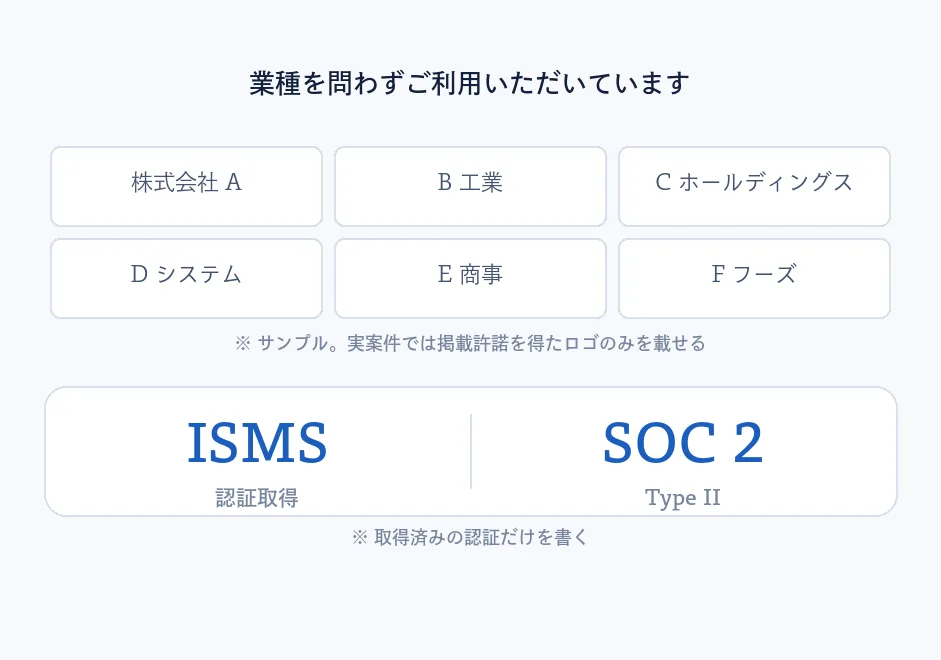 業種を問わずご利用いただいています
株式会社 A
B 工業
C ホールディングス
D システム
E 商事
F フーズ
※ サンプル。実案件では掲載許諾を得たロゴのみを載せる
ISMS
認証取得
SOC 2
Type II
※ 取得済みの認証だけを書く